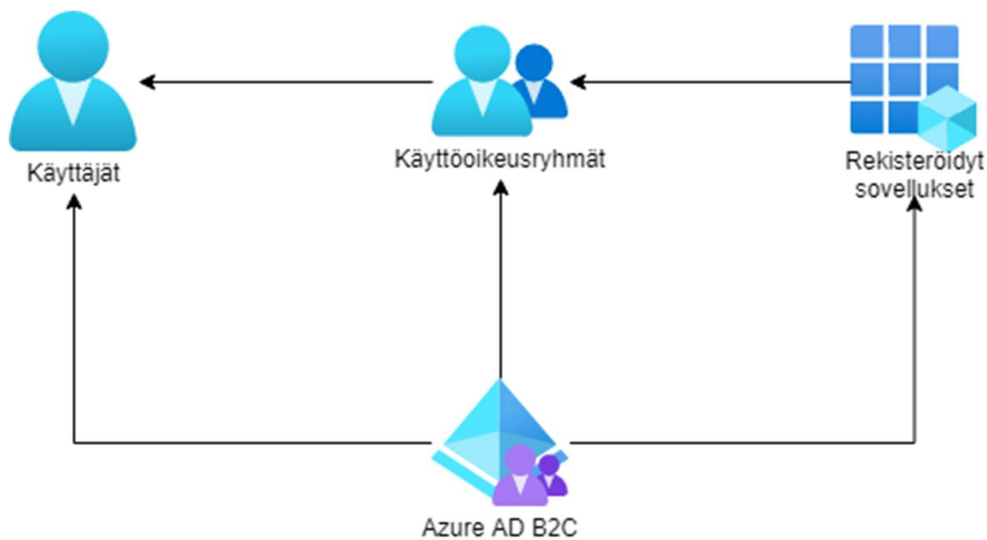 Käyttäjät
Käyttöoikeusryhmät
Rekisteröidyt
sovellukset
Azure AD B2C